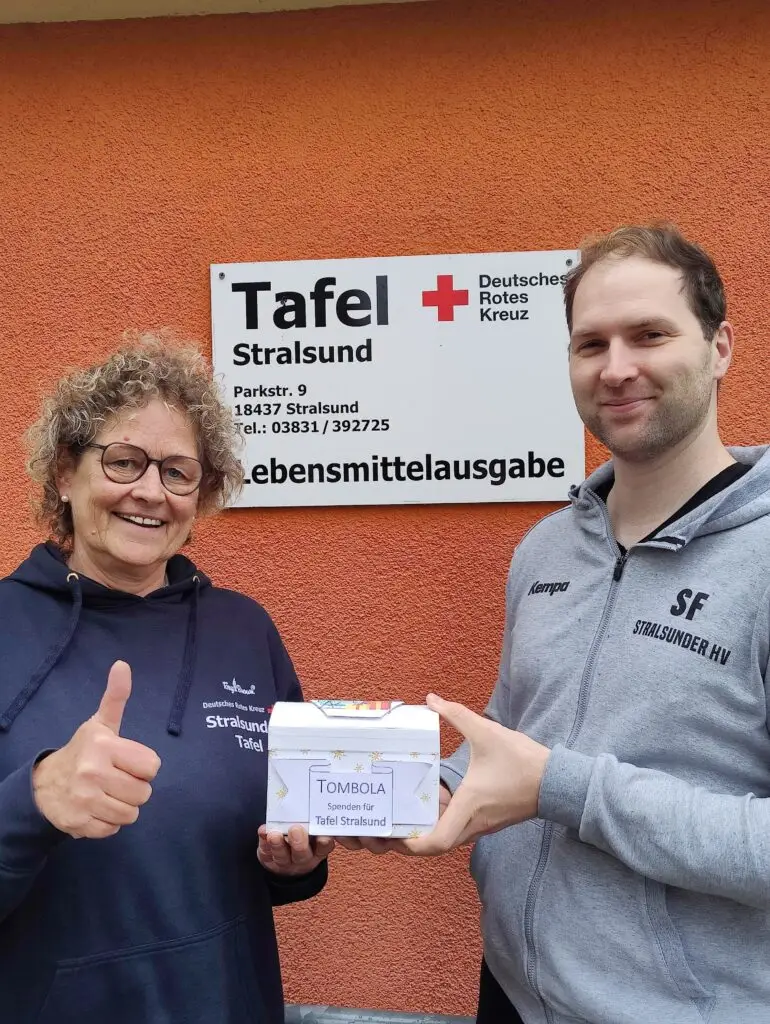 Tafel
Stralsund
Deutsches
Rotes
Kreuz
Parkstr. 9
18437 Stralsund
Tel.: 03831/392725
Lebensmittelausgabe
Kempa
SF
STRALSUNDER HV
Deutsches Rotes
Stralsund
Tafel
TOMBOLA
Spenden für
Tafel Stralsund